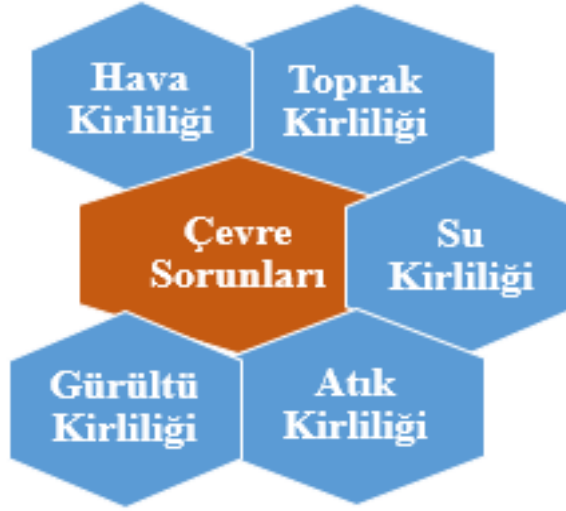 Hava
Kirliliği
Toprak
Kirliliği
Çevre
Sorunları
Su
Kirliliği
Gürültü
Kirliliği
Atık
Kirliliği